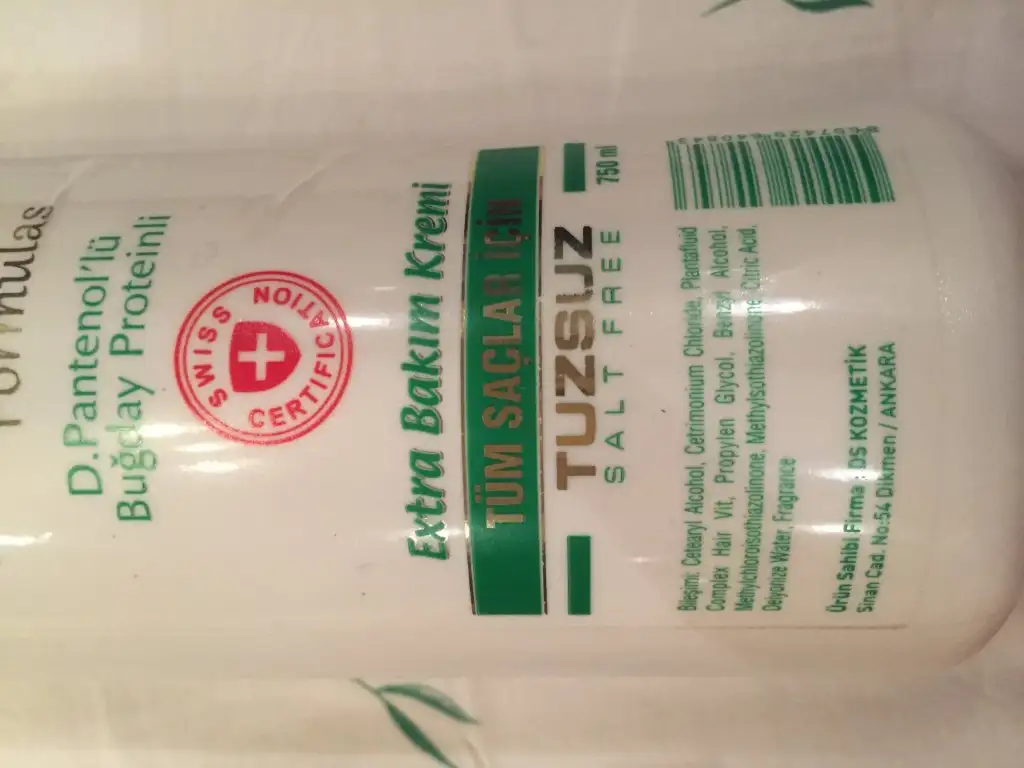 D.Pantenol'lü
Buğday Proteinli
SWISS CERTIFICATION
Extra Bakım Kremi
TÜM SAÇLAR İÇİN
TUZSUZ
SALT FREE
750 ml
Bileşimi: Cetearyl Alcohol, Cetrimonium Chloride, Plantafluid
Complex Hair Vit, Propylen Glycol, Benzyl Alcohol,
Methylchloroisothiazolinone, Methylsothiazolinone Citric Acid,
Deiyonize Water, Fragrance
Ürün Sahibi Firma : DS KOZMETİK
Sinan Cad. No:54 Dikmen / ANKARA